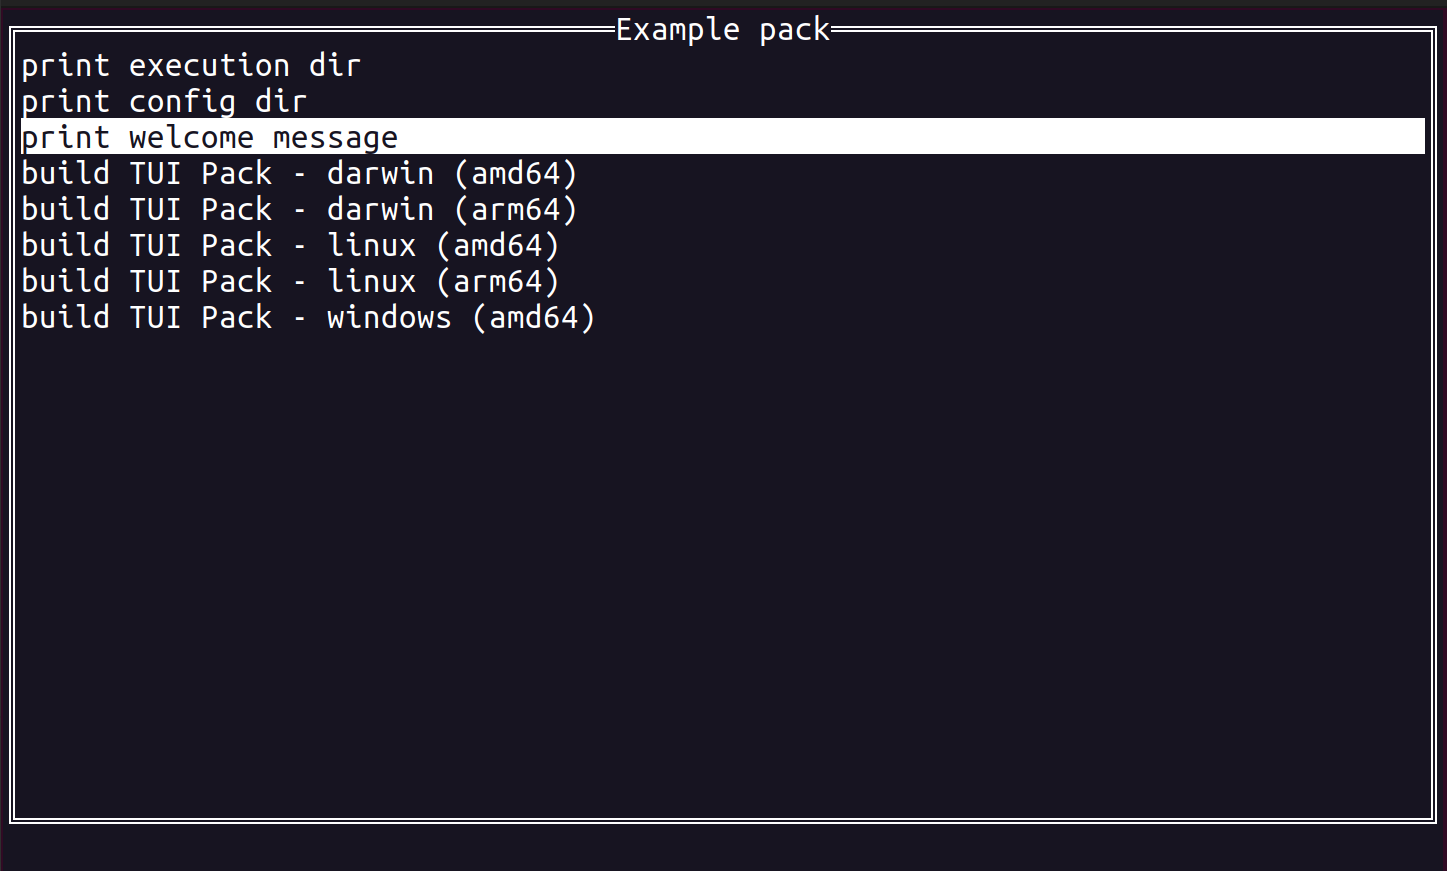 Example pack
print execution dir
print config dir
print welcome message
build TUI Pack - darwin (amd64)
build TUI Pack - darwin (arm64)
build TUI Pack - linux (amd64)
build TUI Pack - linux (arm64)
build TUI Pack - windows (amd64)